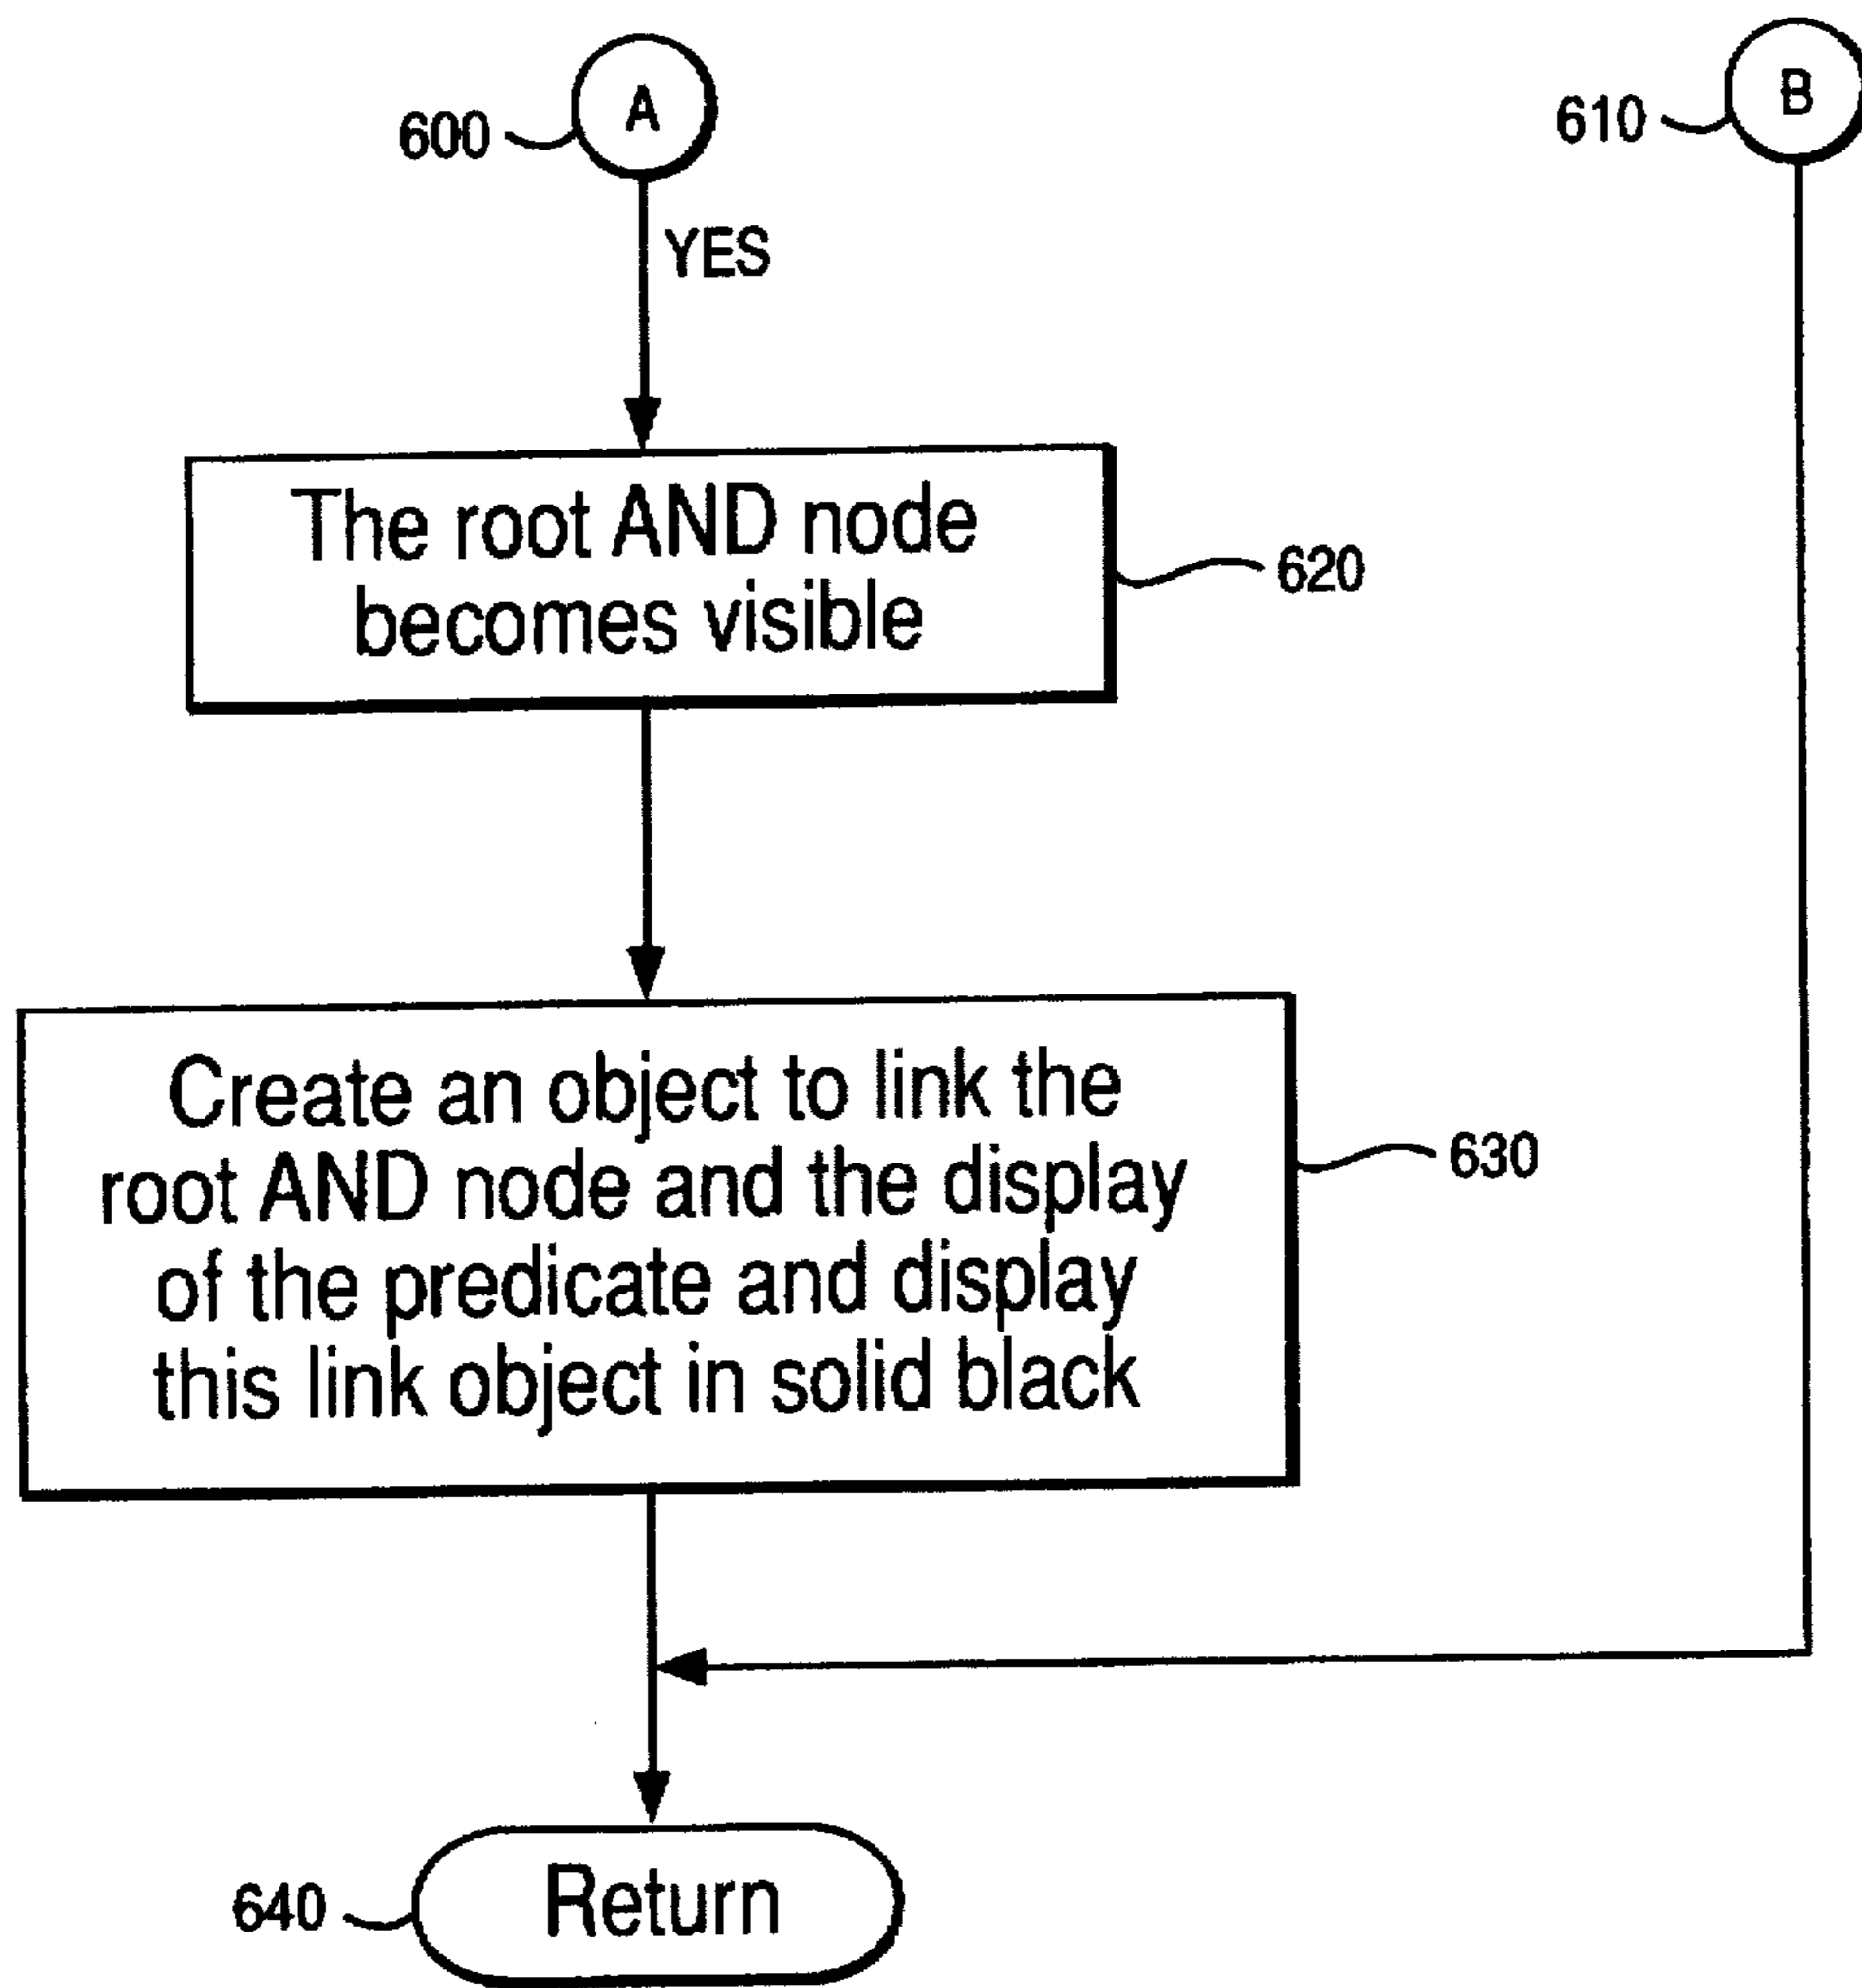 A
600
B
610
YES
The root AND node
becomes visible
620
Create an object to link the
root AND node and the display
of the predicate and display
this link object in solid black
630
Return
640